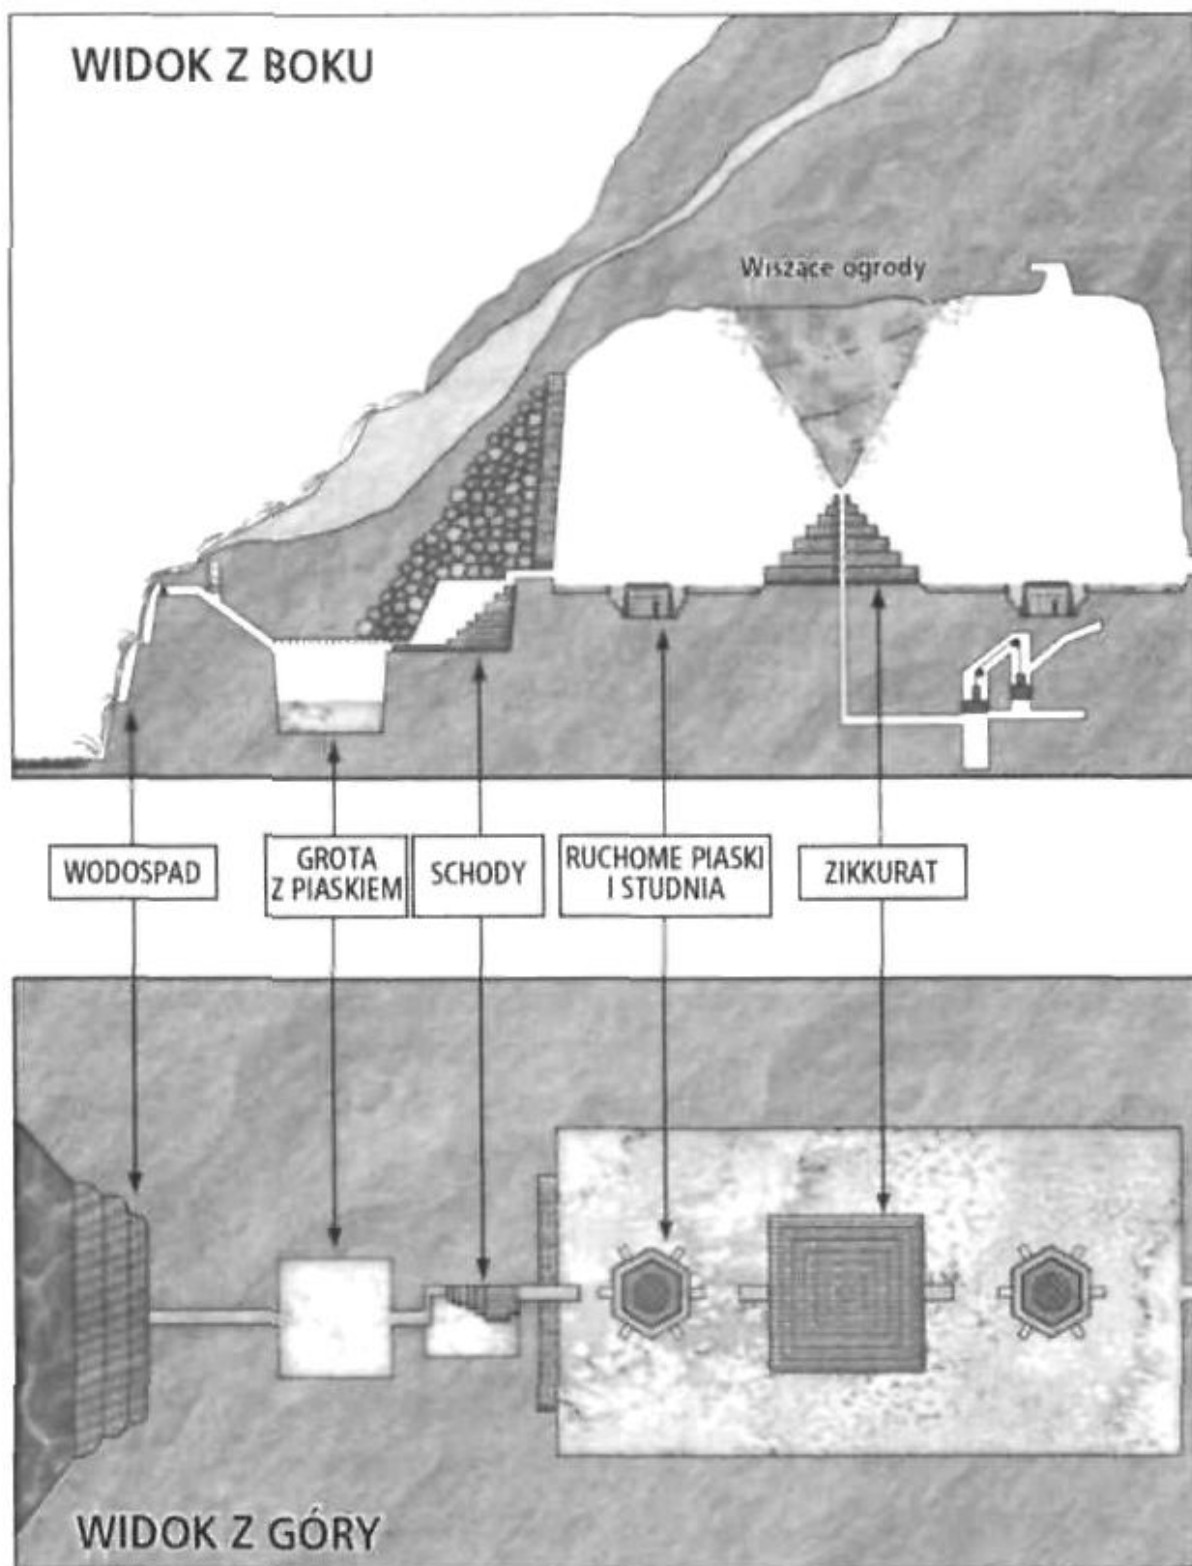 WIDOK Z BOKU
Wiszące ogrody
WODOSPAD
GROTA
Z PIASKIEM
SCHODY
RUCHOME PIASKI
I STUDNIA
ZIKKURAT
WIDOK Z GÓRY